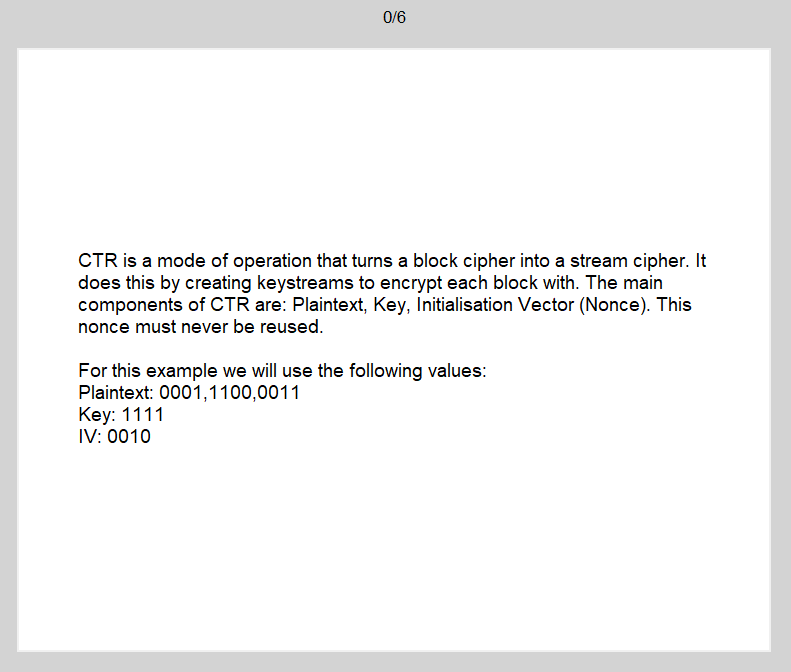 0/6
CTR is a mode of operation that turns a block cipher into a stream cipher. It
does this by creating keystreams to encrypt each block with. The main
components of CTR are: Plaintext, Key, Initialisation Vector (Nonce). This
nonce must never be reused.
For this example we will use the following values:
Plaintext: 0001,1100,0011
Key: 1111
IV: 0010